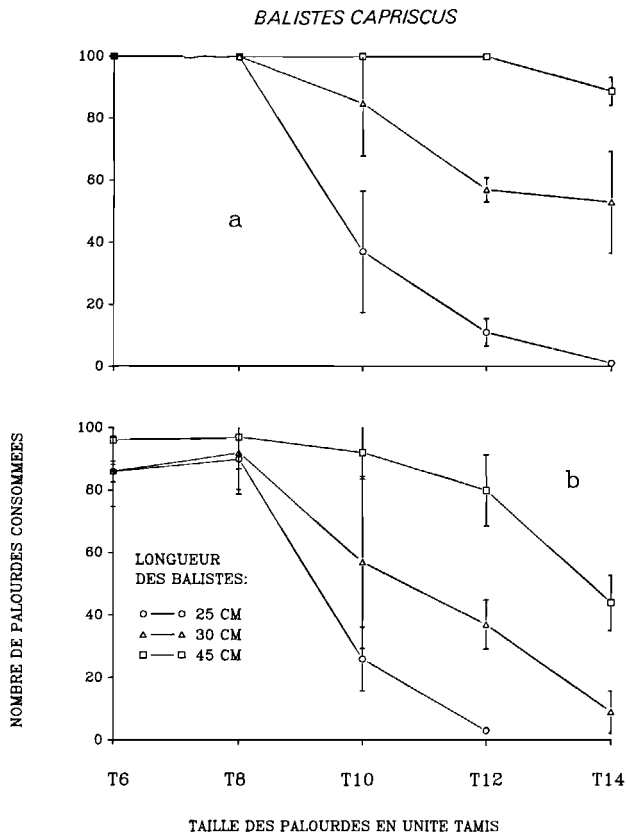 BALISTES CAPRISCUS
100
80
60
40
20
0
a
100
80
60
40
20
0
b
LONGUEUR
DES BALISTES:
25 CM
30 CM
45 CM
NOMBRE DE PALOURDES CONSOMMEES
T6 T8 T10 T12 T14
TAILLE DES PALOURDES EN UNITE TAMIS